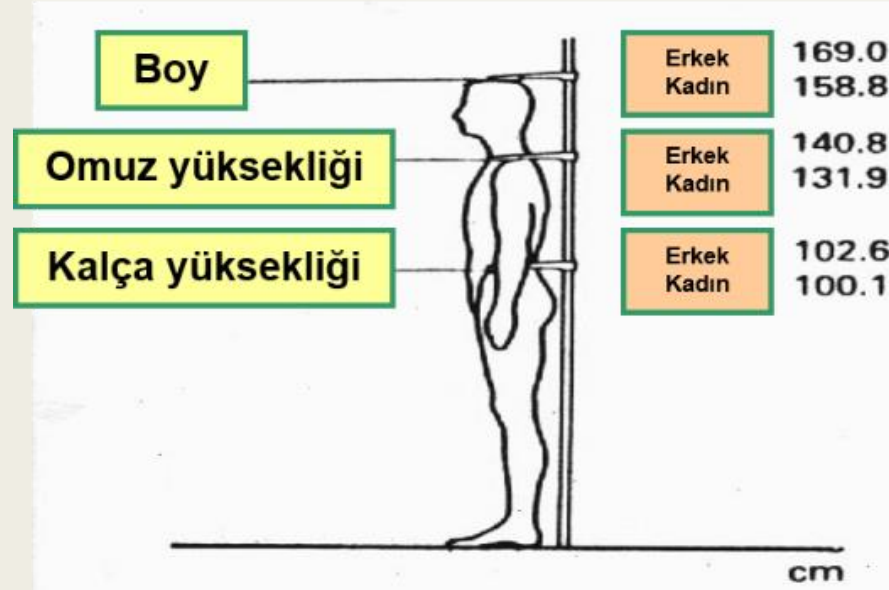 Boy
Erkek
Kadın
169.0
158.8
Omuz yüksekliği
Erkek
Kadın
140.8
131.9
Kalça yüksekliği
Erkek
Kadın
102.6
100.1
cm